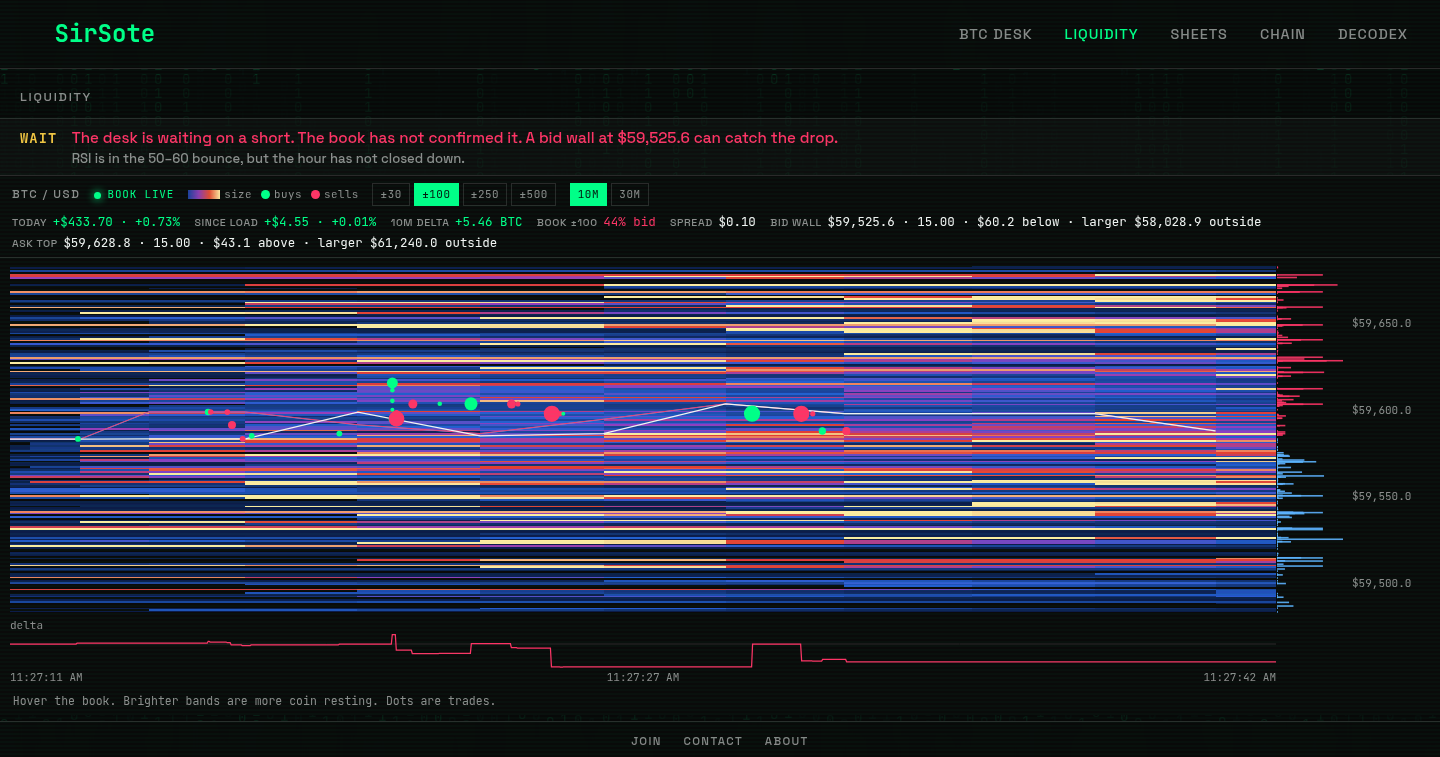 SirSote
BTC DESK LIQUIDITY SHEETS CHAIN DECODEX
LIQUIDITY
WAIT The desk is waiting on a short. The book has not confirmed it. A bid wall at $59,525.6 can catch the drop.
RSI is in the 50–60 bounce, but the hour has not closed down.
BTC / USD BOOK LIVE size buys sells ±30 ±100 ±250 ±500 10M 30M
TODAY +$433.70 · +0.73% SINCE LOAD +$4.55 · +0.01% 10M DELTA +5.46 BTC BOOK ±100 44% bid SPREAD $0.10 BID WALL $59,525.6 · 15.00 · $60.2 below · larger $58,028.9 outside
ASK TOP $59,628.8 · 15.00 · $43.1 above · larger $61,240.0 outside
$59,650.0
$59,600.0
$59,550.0
$59,500.0
delta
11:27:11 AM 11:27:27 AM 11:27:42 AM
Hover the book. Brighter bands are more coin resting. Dots are trades.
JOIN CONTACT ABOUT